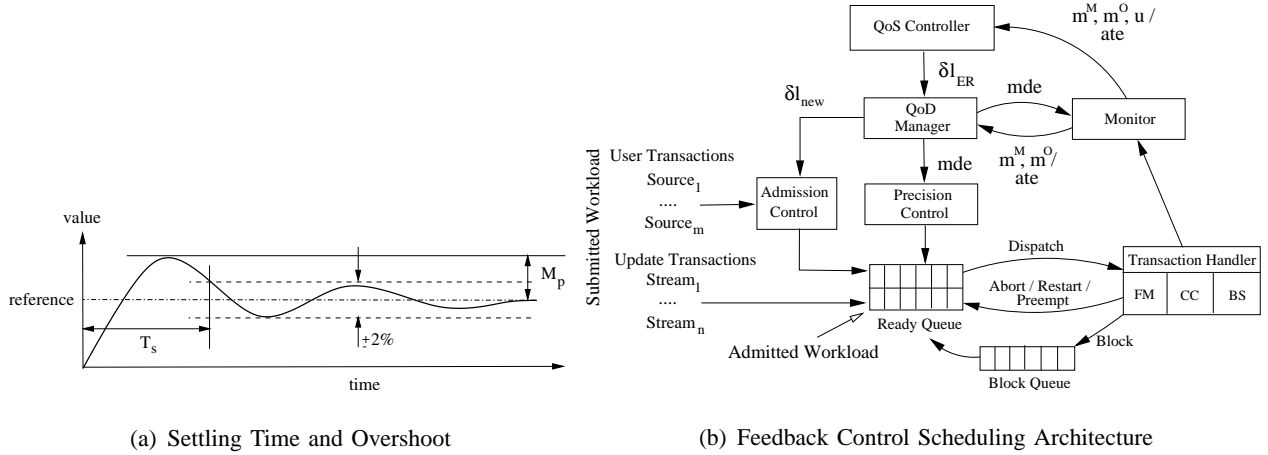 value
reference
M_p
T_s
±2%
time
(a) Settling Time and Overshoot
QoS Controller
m^M, m^O, u /
ate
δl_ER
δl_new
QoD
Manager
mde
Monitor
m^M, m^O/
ate
mde
Submitted Workload
User Transactions
Source_1
....
Source_m
Admission
Control
Precision
Control
Update Transactions
Stream_1
....
Stream_n
Dispatch
Transaction Handler
FM CC BS
Abort / Restart /
Preempt
Ready Queue
Admitted Workload
Block
Block Queue
(b) Feedback Control Scheduling Architecture